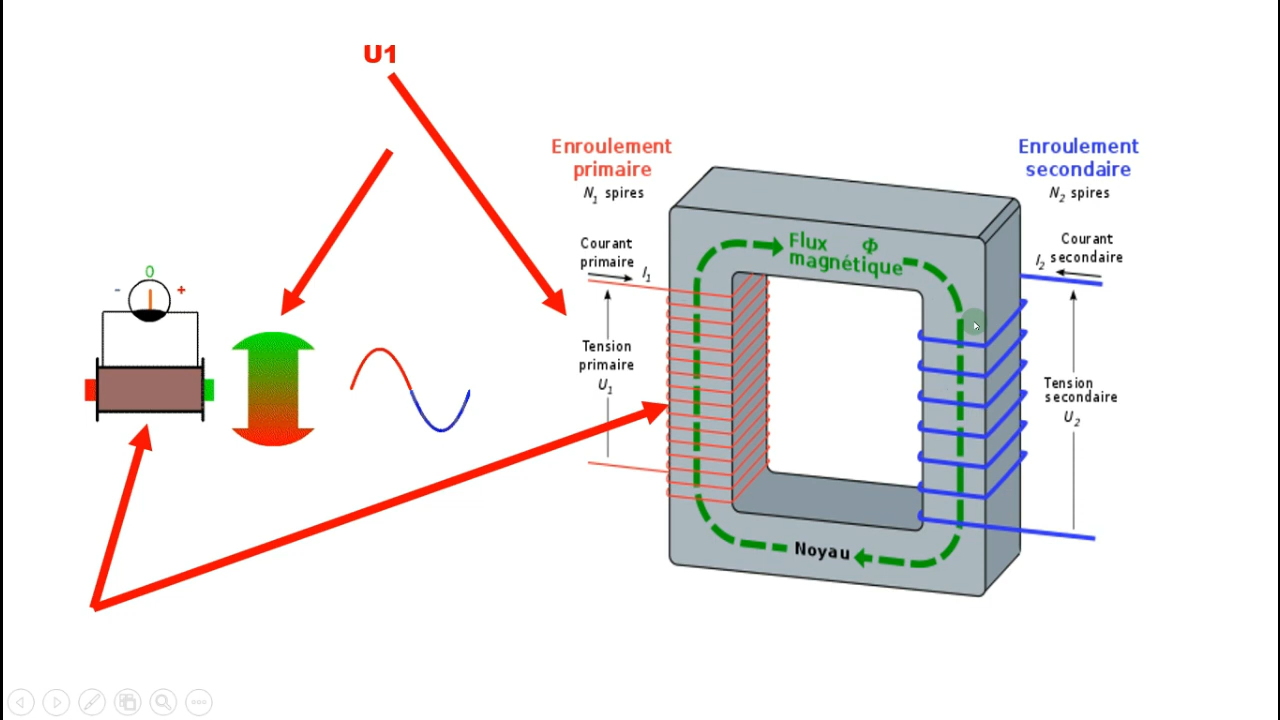 U1
Enroulement
primaire
N1 spires
Enroulement
secondaire
N2 spires
Courant
primaire
I1
Courant
secondaire
I2
Flux Φ
magnétique
0
- +
Tension
primaire
U1
Tension
secondaire
U2
Noyau